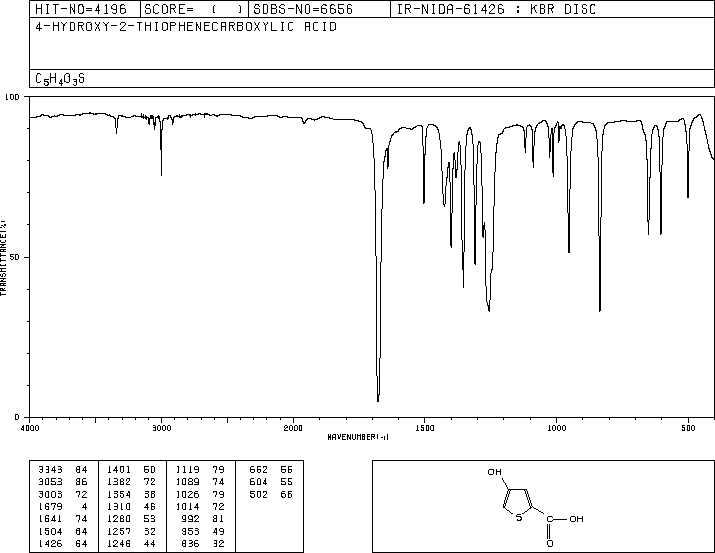 HIT-NO=4196 SCORE= ( ) SDBS-NO=6656 IR-NIDA-61426 : KBR DISC
4-HYDROXY-2-THIOPHENECARBOXYLIC ACID
C5H4O3S
100
50
0
TRANSMITTANCE(%)
4000 3000 2000 1500 1000 500
WAVENUMBER(-1)
3343 84 1401 50 1119 79 652 55
3053 86 1382 72 1089 74 604 55
3003 72 1354 38 1026 79 502 66
1679 4 1310 46 1014 72
1641 74 1280 53 992 81
1504 64 1257 32 953 49
1426 64 1246 44 836 32
OH
S
C OH
O